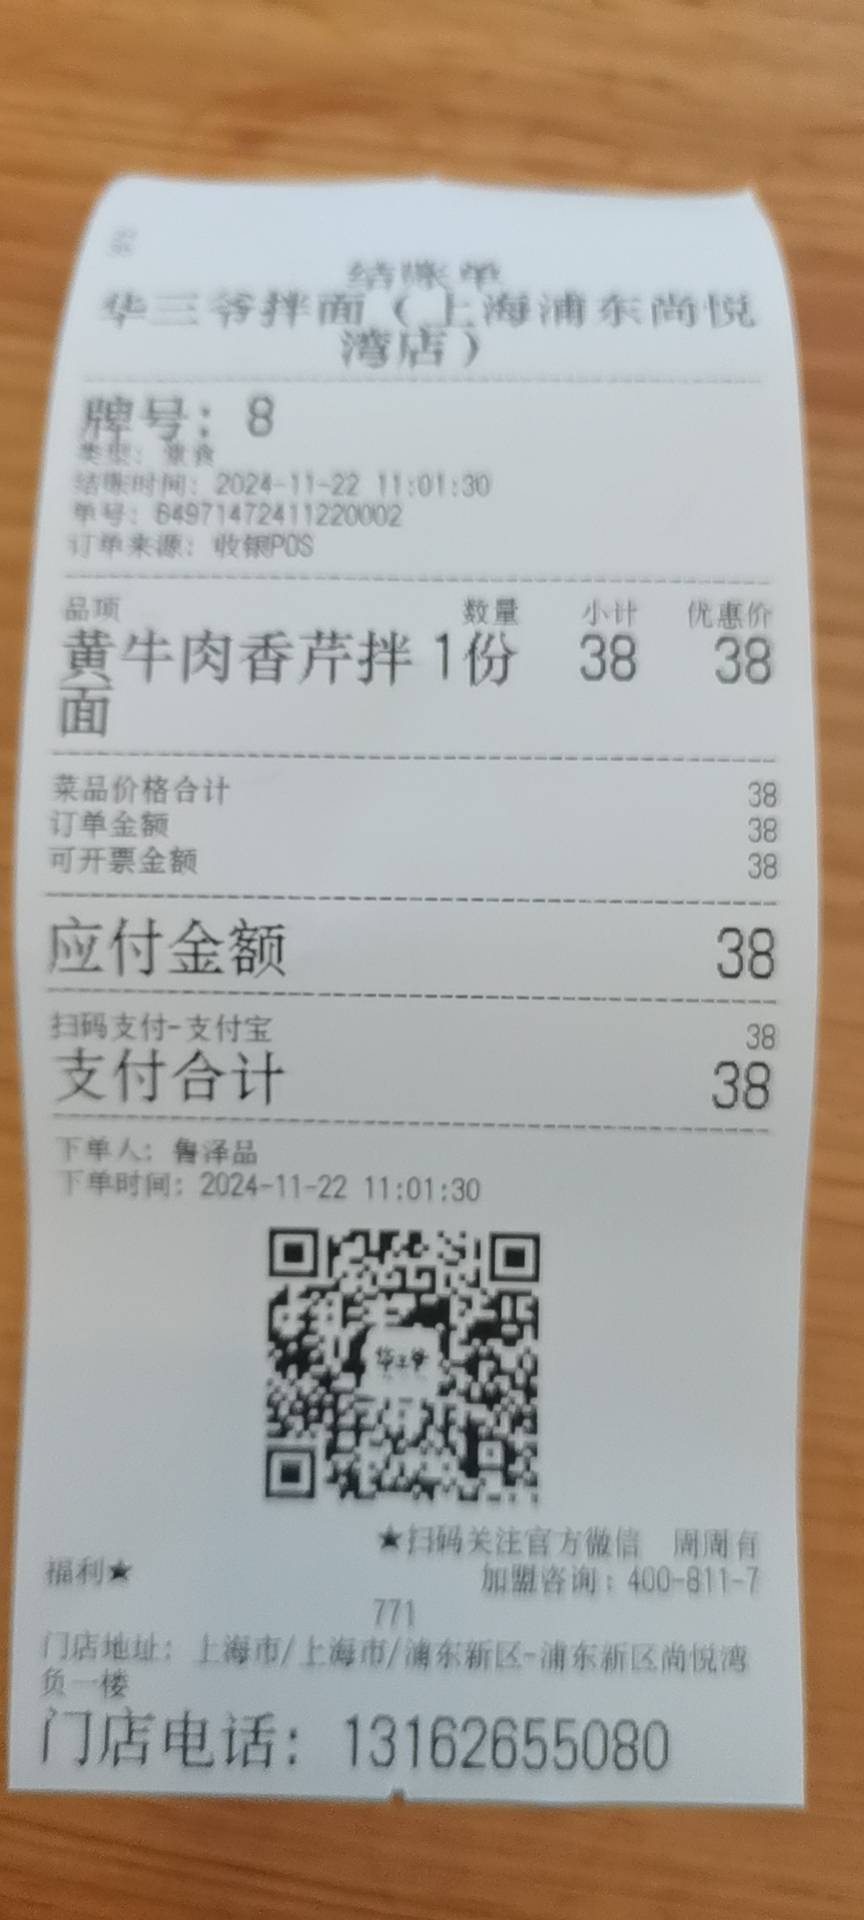 结账单
华三爷拌面（上海浦东尚悦
湾店）
牌号：8
类型：堂食
结账时间：2024-11-22 11:01:30
单号：84971472411220002
订单来源：收银POS
品项 数量 小计 优惠价
黄牛肉香芹拌 1份 38 38
面
菜品价格合计 38
订单金额 38
可开票金额 38
应付金额 38
扫码支付-支付宝 38
支付合计 38
下单人：鲁泽品
下单时间：2024-11-22 11:01:30
华三爷
★扫码关注官方微信 周周有
福利★ 加盟咨询：400-811-7
771
门店地址：上海市/上海市/浦东新区-浦东新区尚悦湾
负一楼
门店电话：13162655080